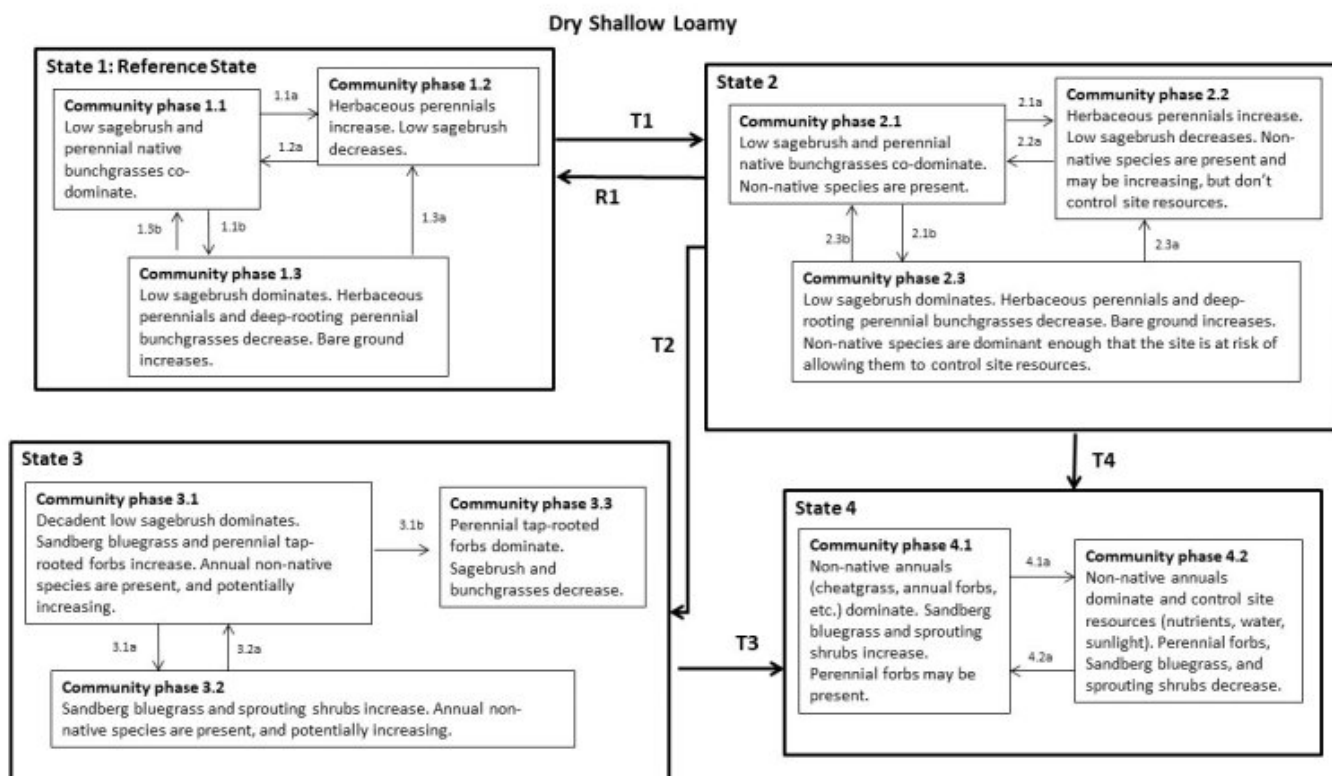 Dry Shallow Loamy
State 1: Reference State
Community phase 1.1
Low sagebrush and
perennial native
bunchgrasses co-
dominate.
1.1a
1.2a
Community phase 1.2
Herbaceous perennials
increase. Low sagebrush
decreases.
1.3b
1.1b
1.3a
Community phase 1.3
Low sagebrush dominates. Herbaceous
perennials and deep-rooting perennial
bunchgrasses decrease. Bare ground
increases.
T1
R1
State 2
Community phase 2.1
Low sagebrush and perennial
native bunchgrasses co-dominate.
Non-native species are present.
2.1a
2.2a
Community phase 2.2
Herbaceous perennials increase.
Low sagebrush decreases. Non-
native species are present and
may be increasing, but don't
control site resources.
2.3b
2.1b
2.3a
Community phase 2.3
Low sagebrush dominates. Herbaceous perennials and deep-
rooting perennial bunchgrasses decrease. Bare ground increases.
Non-native species are dominant enough that the site is at risk of
allowing them to control site resources.
T2
T4
State 3
Community phase 3.1
Decadent low sagebrush dominates.
Sandberg bluegrass and perennial tap-
rooted forbs increase. Annual non-native
species are present, and potentially
increasing.
3.1b
Community phase 3.3
Perennial tap-rooted
forbs dominate.
Sagebrush and
bunchgrasses decrease.
3.1a
3.2a
Community phase 3.2
Sandberg bluegrass and sprouting shrubs increase. Annual non-
native species are present, and potentially increasing.
T3
State 4
Community phase 4.1
Non-native annuals
(cheatgrass, annual forbs,
etc.) dominate. Sandberg
bluegrass and sprouting
shrubs increase.
Perennial forbs may be
present.
4.1a
4.2a
Community phase 4.2
Non-native annuals
dominate and control site
resources (nutrients, water,
sunlight). Perennial forbs,
Sandberg bluegrass, and
sprouting shrubs decrease.